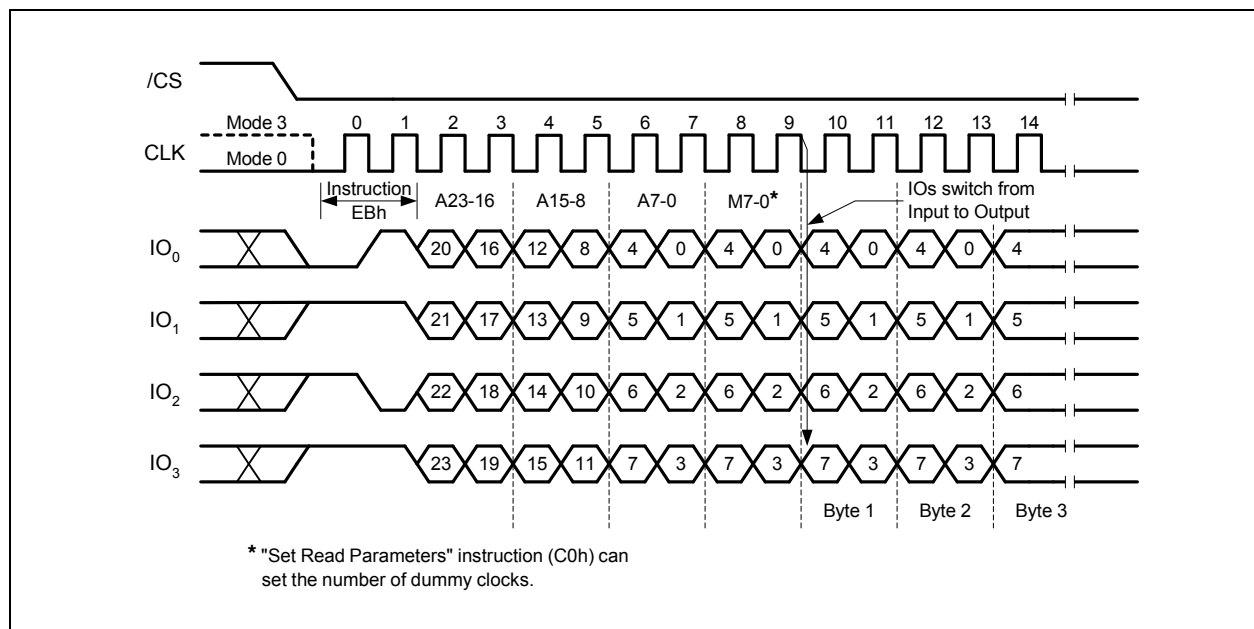 /CS
Mode 3 0 1 2 3 4 5 6 7 8 9 10 11 12 13 14
CLK
Mode 0
Instruction A23-16 A15-8 A7-0 M7-0* IOs switch from
EBh Input to Output
IO0 20 16 12 8 4 0 4 0 4 0 4 0 4
IO1 21 17 13 9 5 1 5 1 5 1 5 1 5
IO2 22 18 14 10 6 2 6 2 6 2 6 2 6
IO3 23 19 15 11 7 3 7 3 7 3 7 3 7
Byte 1 Byte 2 Byte 3
* "Set Read Parameters" instruction (C0h) can
set the number of dummy clocks.